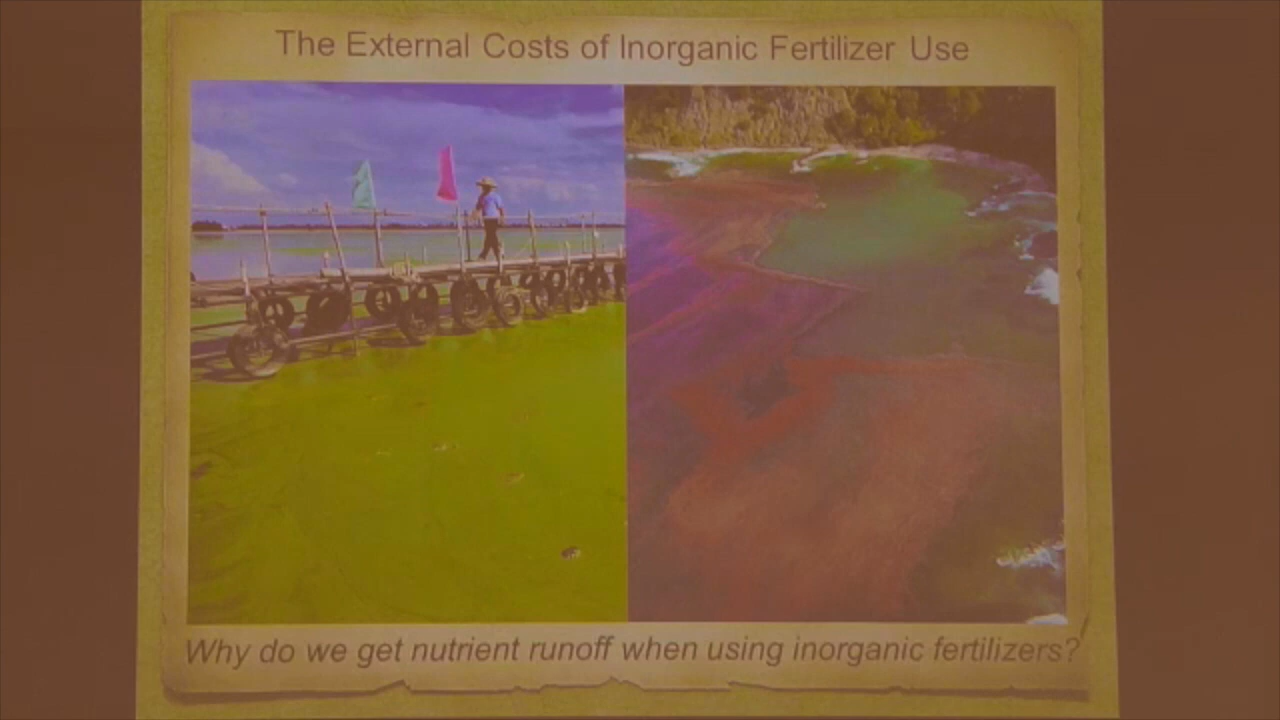 The External Costs of Inorganic Fertilizer Use
Why do we get nutrient runoff when using inorganic fertilizers?